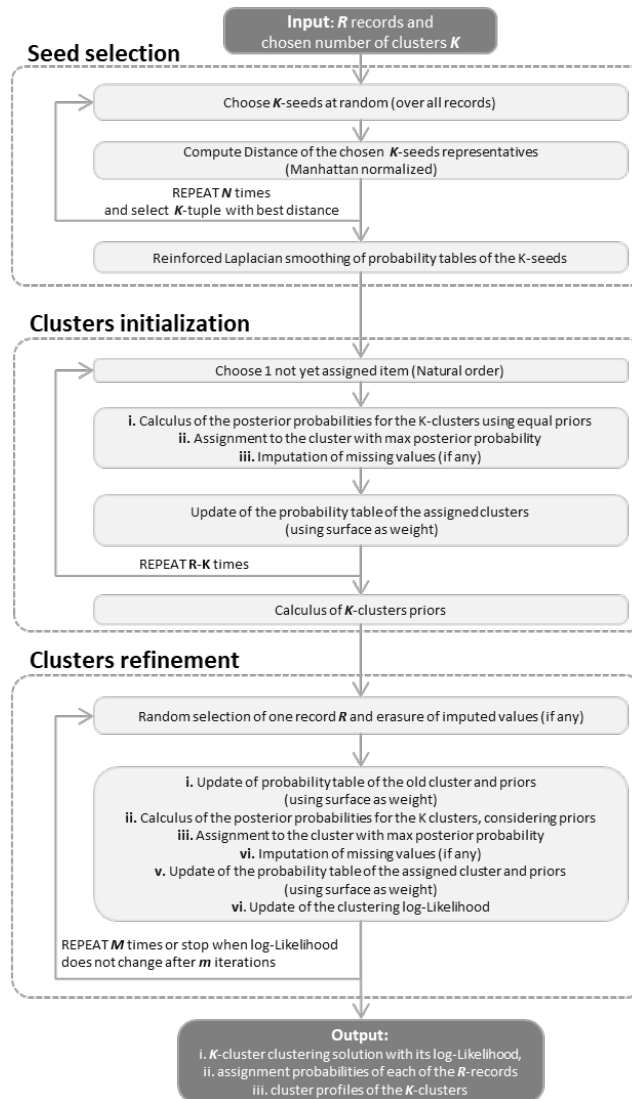 Input: R records and
chosen number of clusters K
Seed selection
Choose K-seeds at random (over all records)
Compute Distance of the chosen K-seeds representatives
(Manhattan normalized)
REPEAT N times
and select K-tuple with best distance
Reinforced Laplacian smoothing of probability tables of the K-seeds
Clusters initialization
Choose 1 not yet assigned item (Natural order)
i. Calculus of the posterior probabilities for the K-clusters using equal priors
ii. Assignment to the cluster with max posterior probability
iii. Imputation of missing values (if any)
Update of the probability table of the assigned clusters
(using surface as weight)
REPEAT R-K times
Calculus of K-clusters priors
Clusters refinement
Random selection of one record R and erasure of imputed values (if any)
i. Update of probability table of the old cluster and priors
(using surface as weight)
ii. Calculus of the posterior probabilities for the K clusters, considering priors
iii. Assignment to the cluster with max posterior probability
vi. Imputation of missing values (if any)
v. Update of the probability table of the assigned cluster and priors
(using surface as weight)
vi. Update of the clustering log-Likelihood
REPEAT M times or stop when log-Likelihood
does not change after m iterations
Output:
i. K-cluster clustering solution with its log-Likelihood,
ii. assignment probabilities of each of the R-records
iii. cluster profiles of the K-clusters